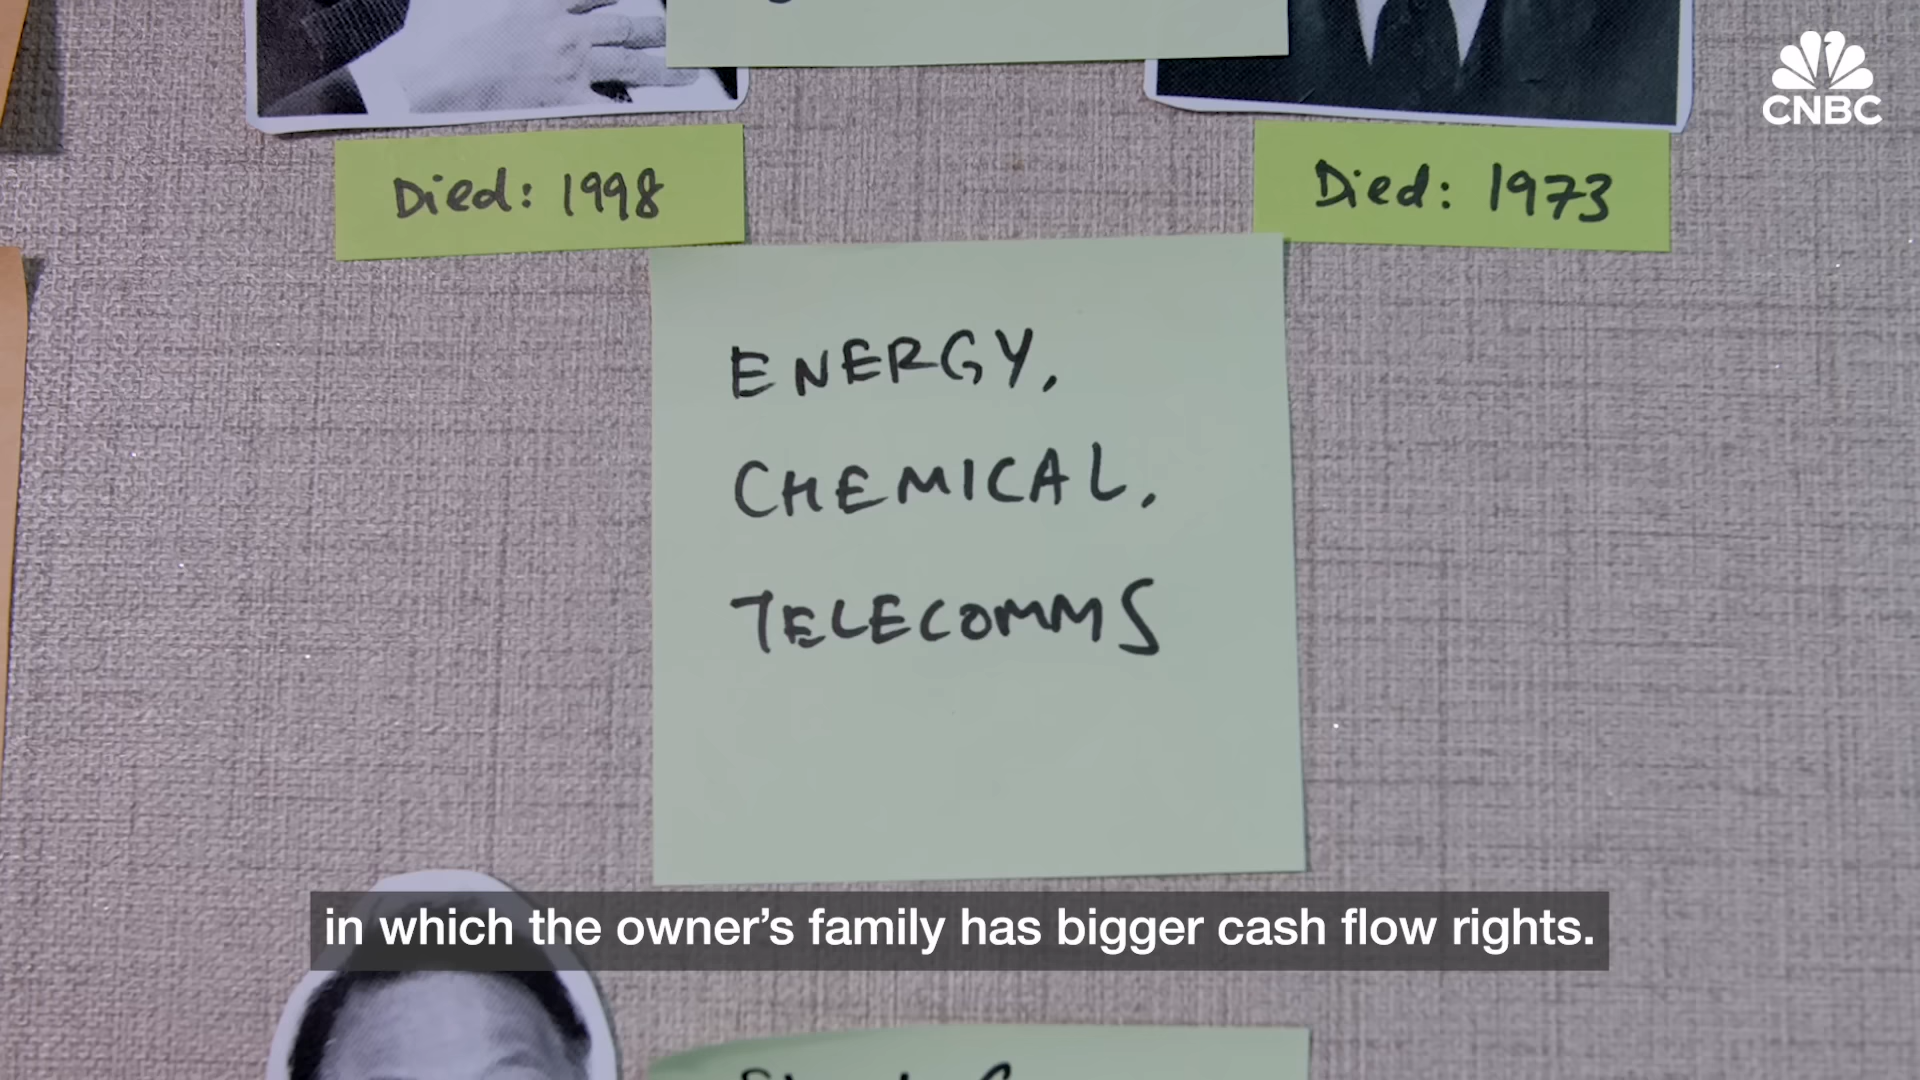 CNBC
Died: 1998
Died: 1973
ENERGY,
CHEMICAL,
TELECOMMS
in which the owner's family has bigger cash flow rights.